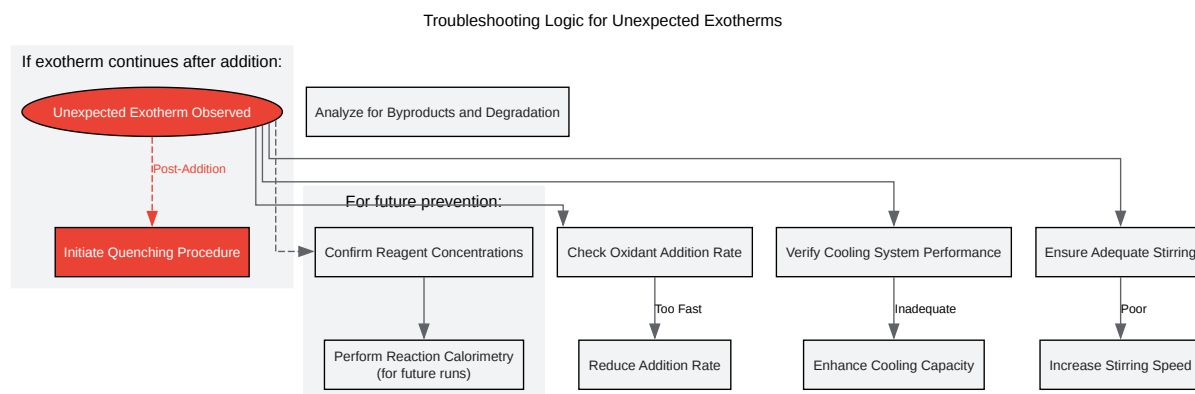 Troubleshooting Logic for Unexpected Exotherms
If exotherm continues after addition:
Unexpected Exotherm Observed
Analyze for Byproducts and Degradation
Post-Addition
For future prevention:
Initiate Quenching Procedure
Confirm Reagent Concentrations
Check Oxidant Addition Rate
Verify Cooling System Performance
Ensure Adequate Stirring
Too Fast
Inadequate
Poor
Perform Reaction Calorimetry
(for future runs)
Reduce Addition Rate
Enhance Cooling Capacity
Increase Stirring Speed